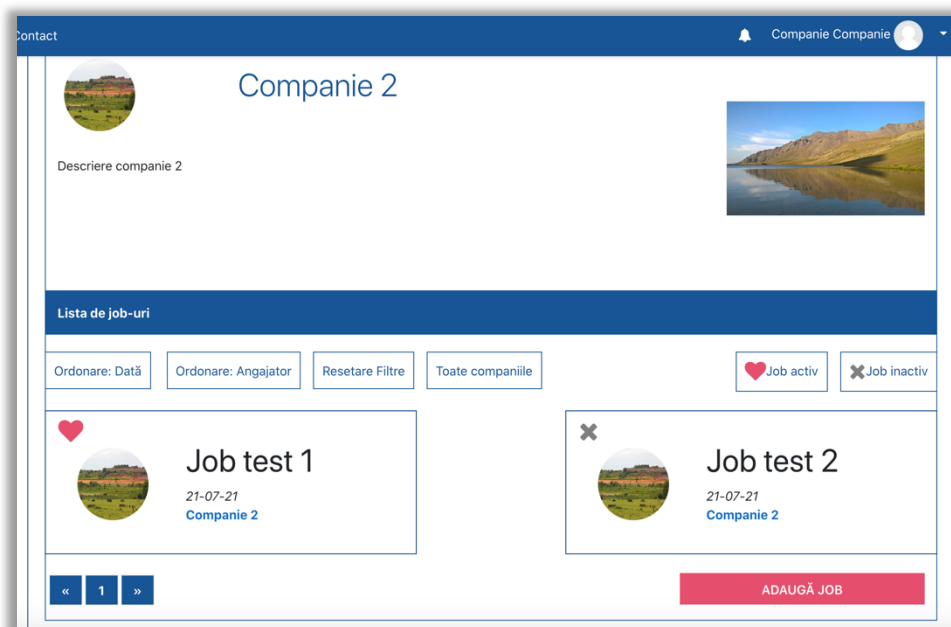 Contact
Companie Companie
Companie 2
Descriere companie 2
Lista de job-uri
Ordonare: Dată
Ordonare: Angajator
Resetare Filtre
Toate companiile
Job activ
Job inactiv
Job test 1
21-07-21
Companie 2
Job test 2
21-07-21
Companie 2
« 1 »
ADAUGĂ JOB